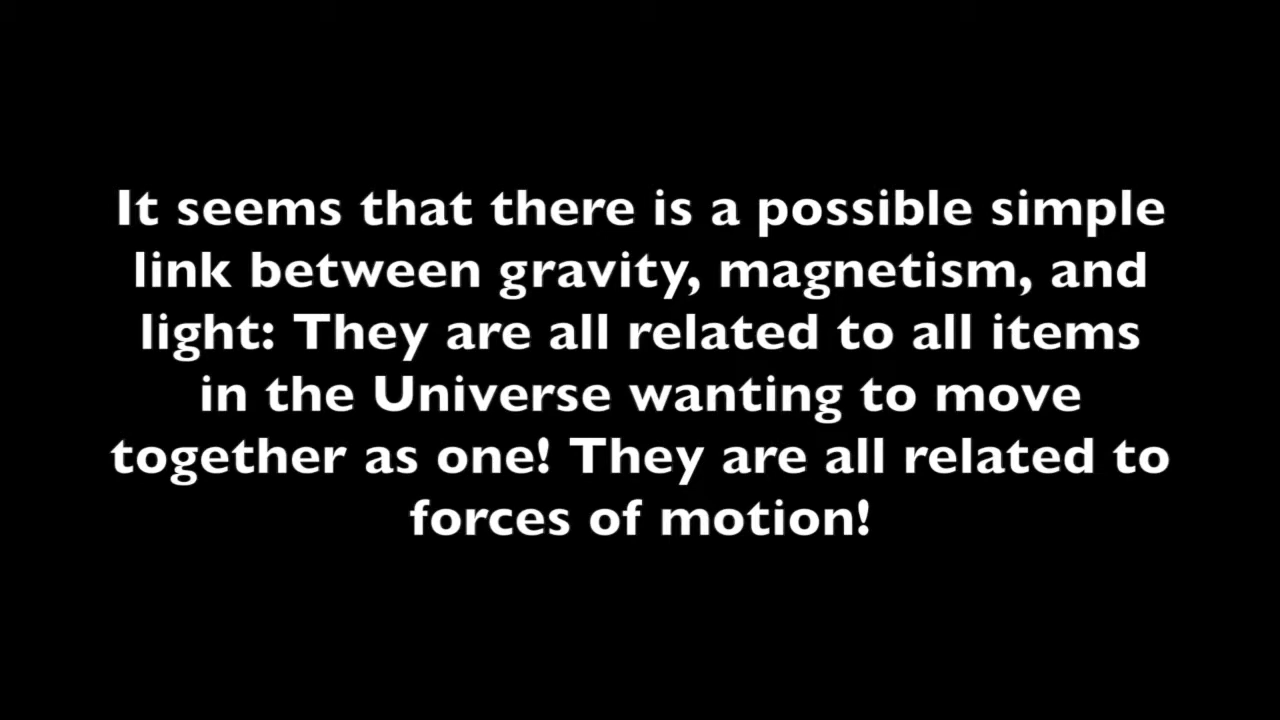 It seems that there is a possible simple
link between gravity, magnetism, and
light: They are all related to all items
in the Universe wanting to move
together as one! They are all related to
forces of motion!